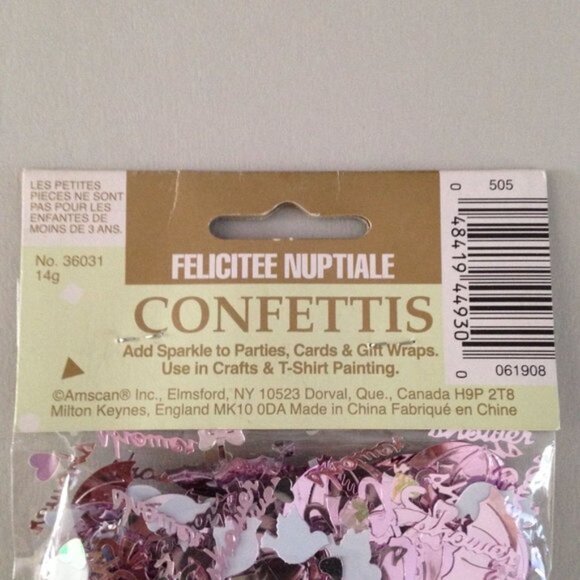 LES PETITES
PIECES NE SONT
PAS POUR LES
ENFANTES DE
MOINS DE 3 ANS.
No. 36031
14g
FELICITEE NUPTIALE
CONFETTIS
Add Sparkle to Parties, Cards & Gift Wraps.
Use in Crafts & T-Shirt Painting.
©Amscan® Inc., Elmsford, NY 10523 Dorval, Que., Canada H9P 2T8
Milton Keynes, England MK10 0DA Made in China Fabriqué en Chine
505
0 48419 44930 0
061908
Shower